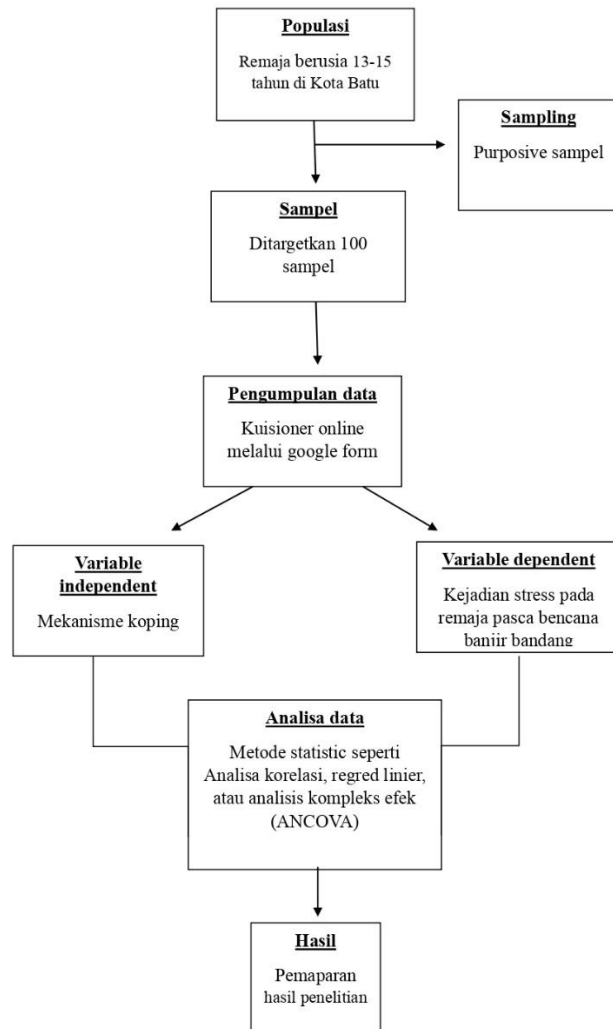 Populasi
Remaja berusia 13-15
tahun di Kota Batu
Sampling
Purposive sampel
Sampel
Ditargetkan 100
sampel
Pengumpulan data
Kuisioner online
melalui google form
Variable
independent
Mekanisme koping
Variable dependent
Kejadian stress pada
remaja pasca bencana
banjir bandang
Analisa data
Metode statistic seperti
Analisa korelasi, regred linier,
atau analisis kompleks efek
(ANCOVA)
Hasil
Pemaparan
hasil penelitian